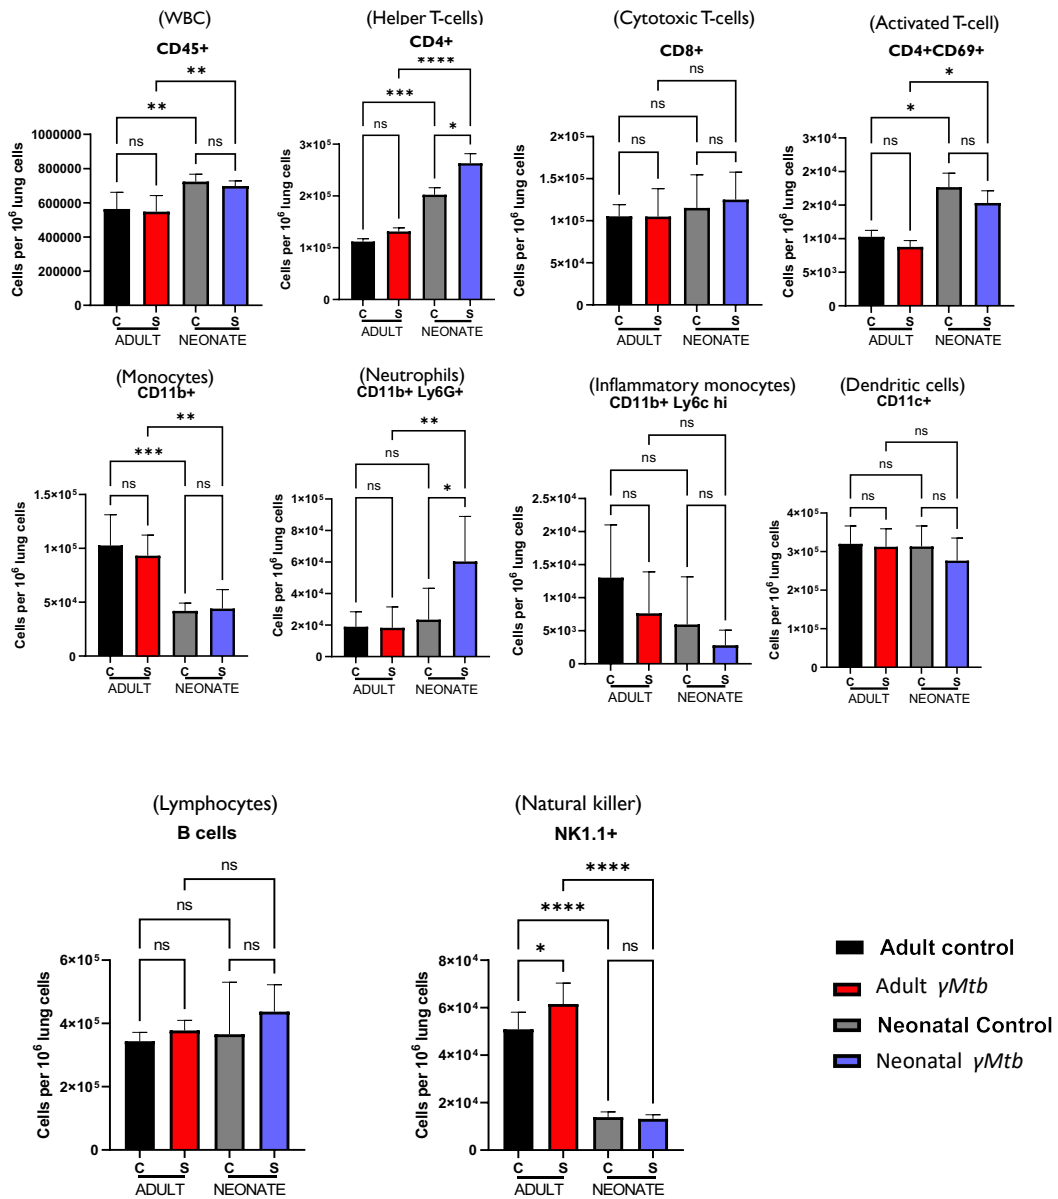 (WBC)
CD45+
**
**
ns
ns
1000000
800000
600000
400000
200000
0
Cells per 10⁶ lung cells
C S C S
ADULT NEONATE
(Helper T-cells)
CD4+
****
***
ns
*
3×10⁵
2×10⁵
1×10⁵
0
Cells per 10⁶ lung cells
C S C S
ADULT NEONATE
(Cytotoxic T-cells)
CD8+
ns
ns
ns
ns
2×10⁵
2×10⁵
1×10⁵
5×10⁴
0
Cells per 10⁶ lung cells
C S C S
ADULT NEONATE
(Activated T-cell)
CD4+CD69+
*
*
ns
ns
3×10⁴
2×10⁴
1×10⁴
5×10³
0
Cells per 10⁶ lung cells
C S C S
ADULT NEONATE
(Monocytes)
CD11b+
**
***
ns
ns
1.5×10⁵
1×10⁵
5×10⁴
0
Cells per 10⁶ lung cells
C S C S
ADULT NEONATE
(Neutrophils)
CD11b+ Ly6G+
**
ns
ns
*
1×10⁵
8×10⁴
6×10⁴
4×10⁴
2×10⁴
0
Cells per 10⁶ lung cells
C S C S
ADULT NEONATE
(Inflammatory monocytes)
CD11b+ Ly6c hi
ns
ns
ns
ns
2.5×10⁴
2×10⁴
1.5×10⁴
1×10⁴
5×10³
0
Cells per 10⁶ lung cells
C S C S
ADULT NEONATE
(Dendritic cells)
CD11c+
ns
ns
ns
ns
4×10⁵
3×10⁵
2×10⁵
1×10⁵
0
Cells per 10⁶ lung cells
C S C S
ADULT NEONATE
(Lymphocytes)
B cells
ns
ns
ns
ns
6×10⁵
4×10⁵
2×10⁵
0
Cells per 10⁶ lung cells
C S C S
ADULT NEONATE
(Natural killer)
NK1.1+
****
****
*
ns
8×10⁴
6×10⁴
4×10⁴
2×10⁴
0
Cells per 10⁶ lung cells
C S C S
ADULT NEONATE
Adult control
Adult γMtb
Neonatal Control
Neonatal γMtb